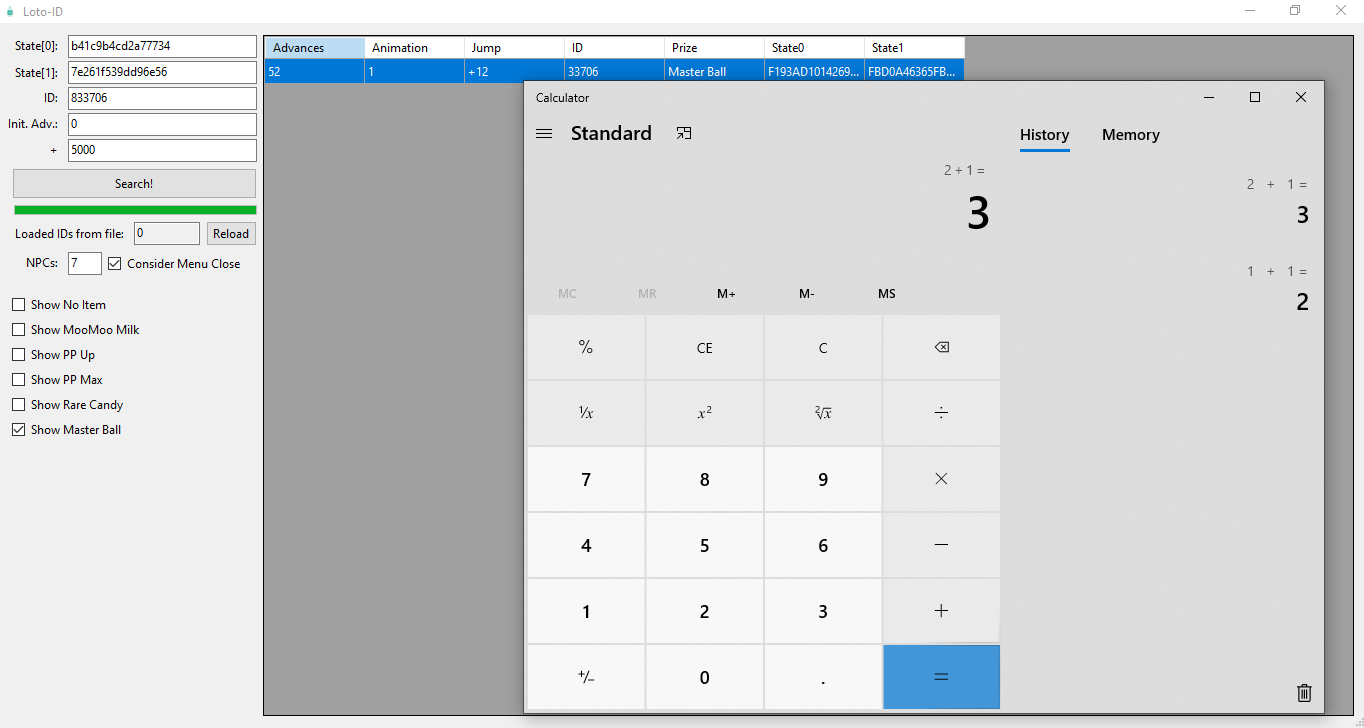 Loto-ID
State[0]: b41c9b4cd2a77734
State[1]: 7e261f539dd96e56
ID: 833706
Init. Adv.: 0
+ 5000
Search!
Loaded IDs from file: 0 Reload
NPCs: 7 Consider Menu Close
Show No Item
Show MooMoo Milk
Show PP Up
Show PP Max
Show Rare Candy
Show Master Ball
Advances Animation Jump ID Prize State0 State1
52 1 +12 33706 Master Ball F193AD1014269... FBD0A46365FB...
Calculator
Standard
2 + 1 =
3
MC MR M+ M- MS
% CE C
1/x x² ²√x ÷
7 8 9 ×
4 5 6 −
1 2 3 +
+/− 0 . =
History Memory
2 + 1 =
3
1 + 1 =
2